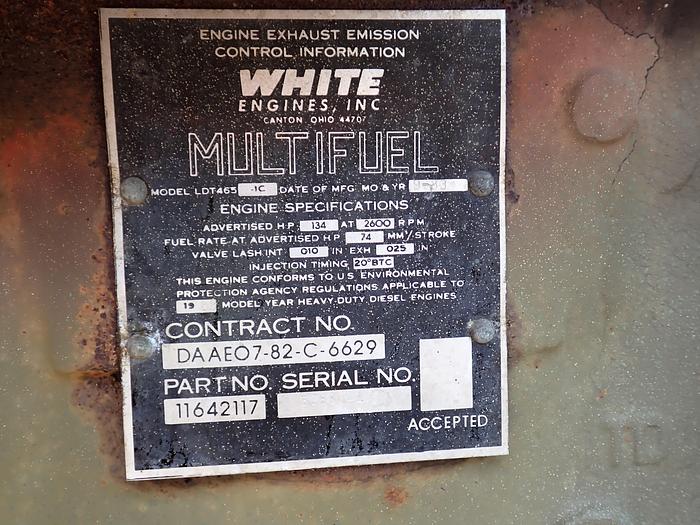 ENGINE EXHAUST EMISSION
CONTROL INFORMATION
WHITE
ENGINES, INC
CANTON, OHIO 44707
MULTIFUEL
MODEL LDT465 -1C DATE OF MFG MO & YR
ENGINE SPECIFICATIONS
ADVERTISED H P 134 AT 2600 R P M
FUEL RATE AT ADVERTISED H P 74 MM³/STROKE
VALVE LASH INT 010 IN EXH 025 IN
INJECTION TIMING 20°BTC
THIS ENGINE CONFORMS TO U S ENVIRONMENTAL
PROTECTION AGENCY REGULATIONS APPLICABLE TO
19 MODEL YEAR HEAVY-DUTY DIESEL ENGINES
CONTRACT NO.
DAAE07-82-C-6629
PART NO. SERIAL NO.
11642117
ACCEPTED